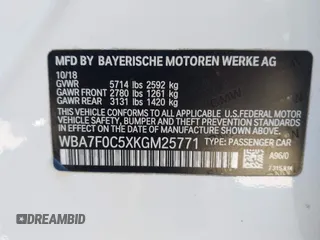 MFD BY BAYERISCHE MOTOREN WERKE AG
10/18
GVWR 5714 lbs 2592 kg
GAWR FRONT 2780 lbs 1261 kg
GAWR REAR 3131 lbs 1420 kg
THIS VEHICLE CONFORMS TO ALL APPLICABLE U.S. FEDERAL
MOTOR VEHICLE SAFETY, BUMPER, AND THEFT PREVENTION
STANDARDS IN EFFECT ON THE DATE OF MANUFACTURE SHOWN ABOVE.
WBA7F0C5XKGM25771 TYPE: PASSENGER CAR
A96/0
DREAMBID